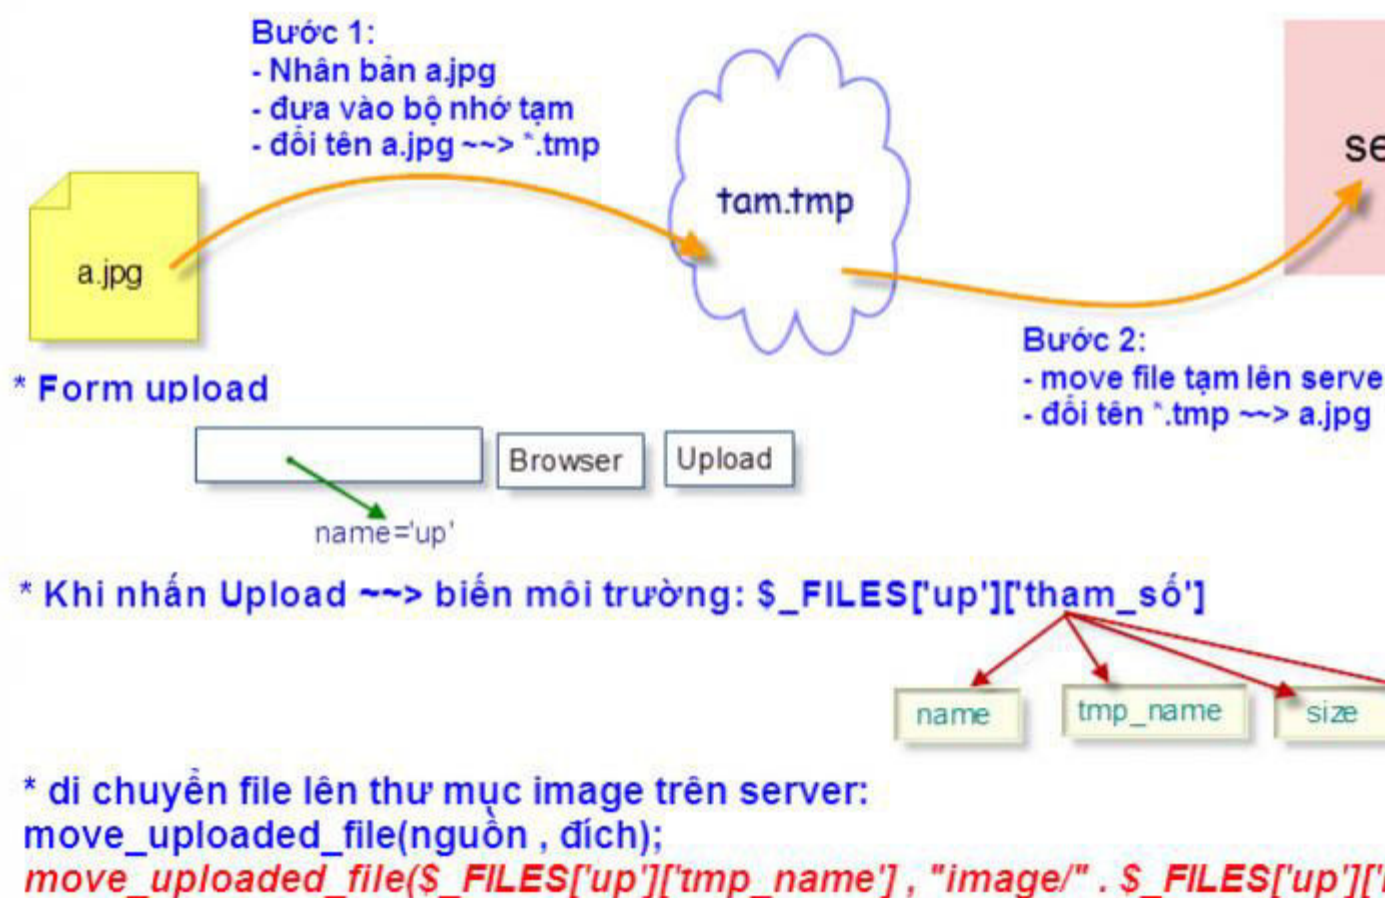 Bước 1:
- Nhân bản a.jpg
- đưa vào bộ nhớ tạm
- đổi tên a.jpg ~~> *.tmp
a.jpg
tam.tmp
se
Bước 2:
- move file tạm lên serve
- đổi tên *.tmp ~~> a.jpg
* Form upload
Browser
Upload
name='up'
* Khi nhấn Upload ~~> biến môi trường: $_FILES['up']['tham_số']
name
tmp_name
size
* di chuyển file lên thư mục image trên server:
move_uploaded_file(nguồn , đích);
move_uploaded_file($_FILES['up']['tmp_name'] , "image/" . $_FILES['up']['